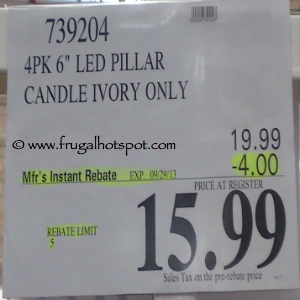 739204
4PK 6" LED PILLAR
CANDLE IVORY ONLY
www.frugalhotspot.com
19.99
Mfr's Instant Rebate EXP. 09/29/13 -4.00
PRICE AT REGISTER
15.99
REBATE LIMIT
5
Sales Tax on the pre-rebate price